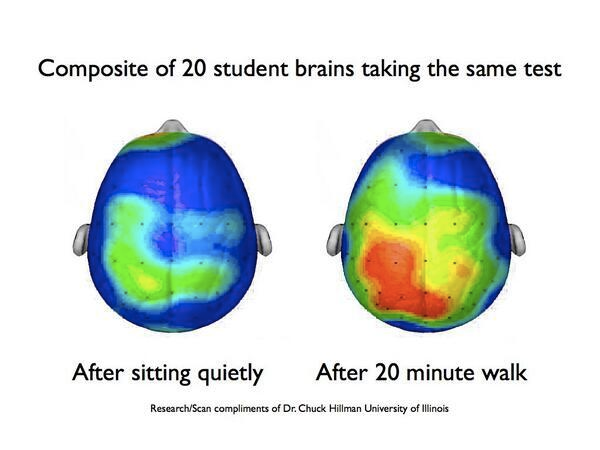 Composite of 20 student brains taking the same test
After sitting quietly
After 20 minute walk
Research/Scan compliments of Dr. Chuck Hillman University of Illinois